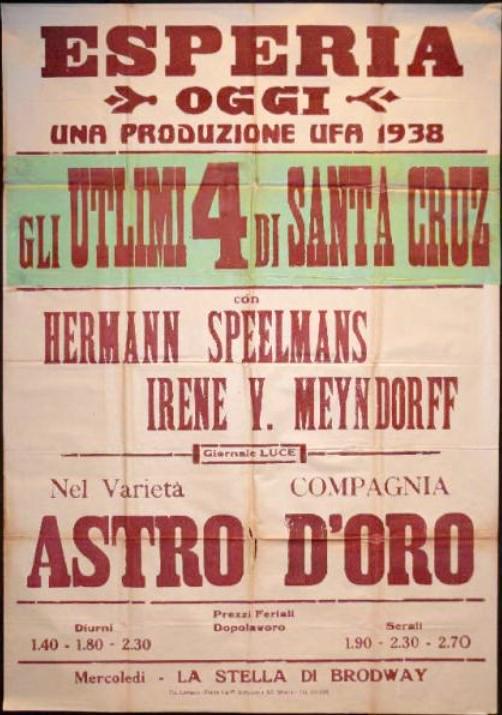 ESPERIA
OGGI
UNA PRODUZIONE UFA 1938
GLI UTLIMI 4 DI SANTA CRUZ
con
HERMANN SPEELMANS
IRENE V. MEYNDORFF
Giornale LUCE
Nel Varietà COMPAGNIA
ASTRO D'ORO
Prezzi Feriali
Diurni Dopolavoro Serali
1.40 - 1.80 - 2.30 1.90 - 2.30 - 2.70
Mercoledì - LA STELLA DI BRODWAY